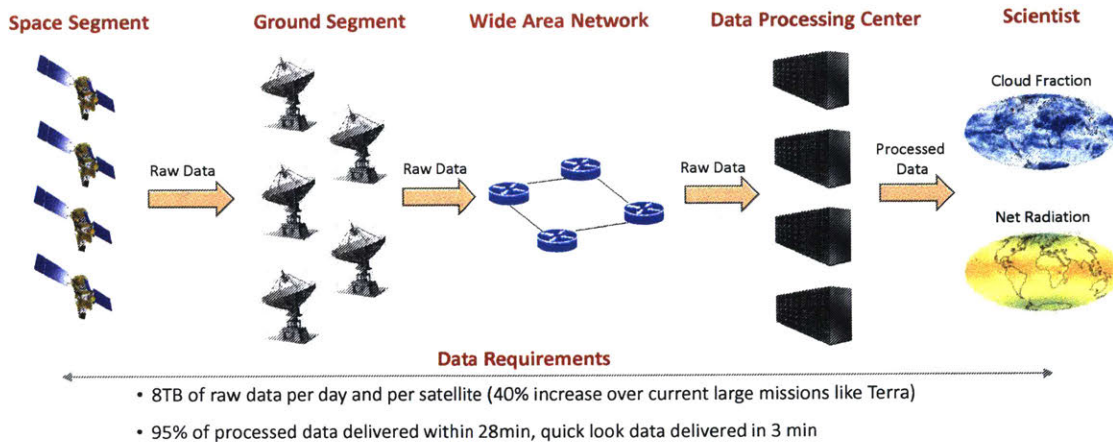 Space Segment
Ground Segment
Wide Area Network
Data Processing Center
Scientist
Cloud Fraction
Raw Data
Raw Data
Raw Data
Processed
Data
Net Radiation
Data Requirements
• 8TB of raw data per day and per satellite (40% increase over current large missions like Terra)
• 95% of processed data delivered within 28min, quick look data delivered in 3 min